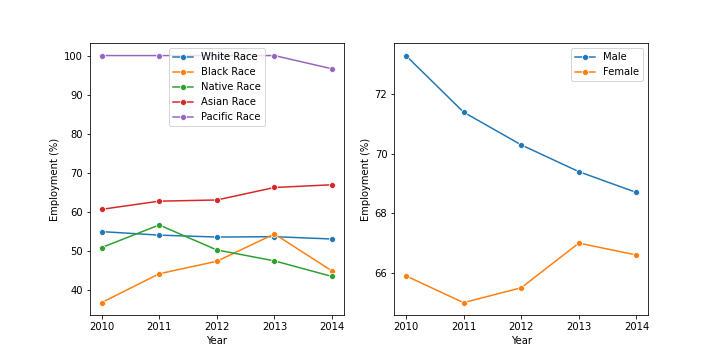 100
90
80
70
60
50
40
Employment (%)
2010 2011 2012 2013 2014
Year
White Race
Black Race
Native Race
Asian Race
Pacific Race
72
70
68
66
Employment (%)
2010 2011 2012 2013 2014
Year
Male
Female